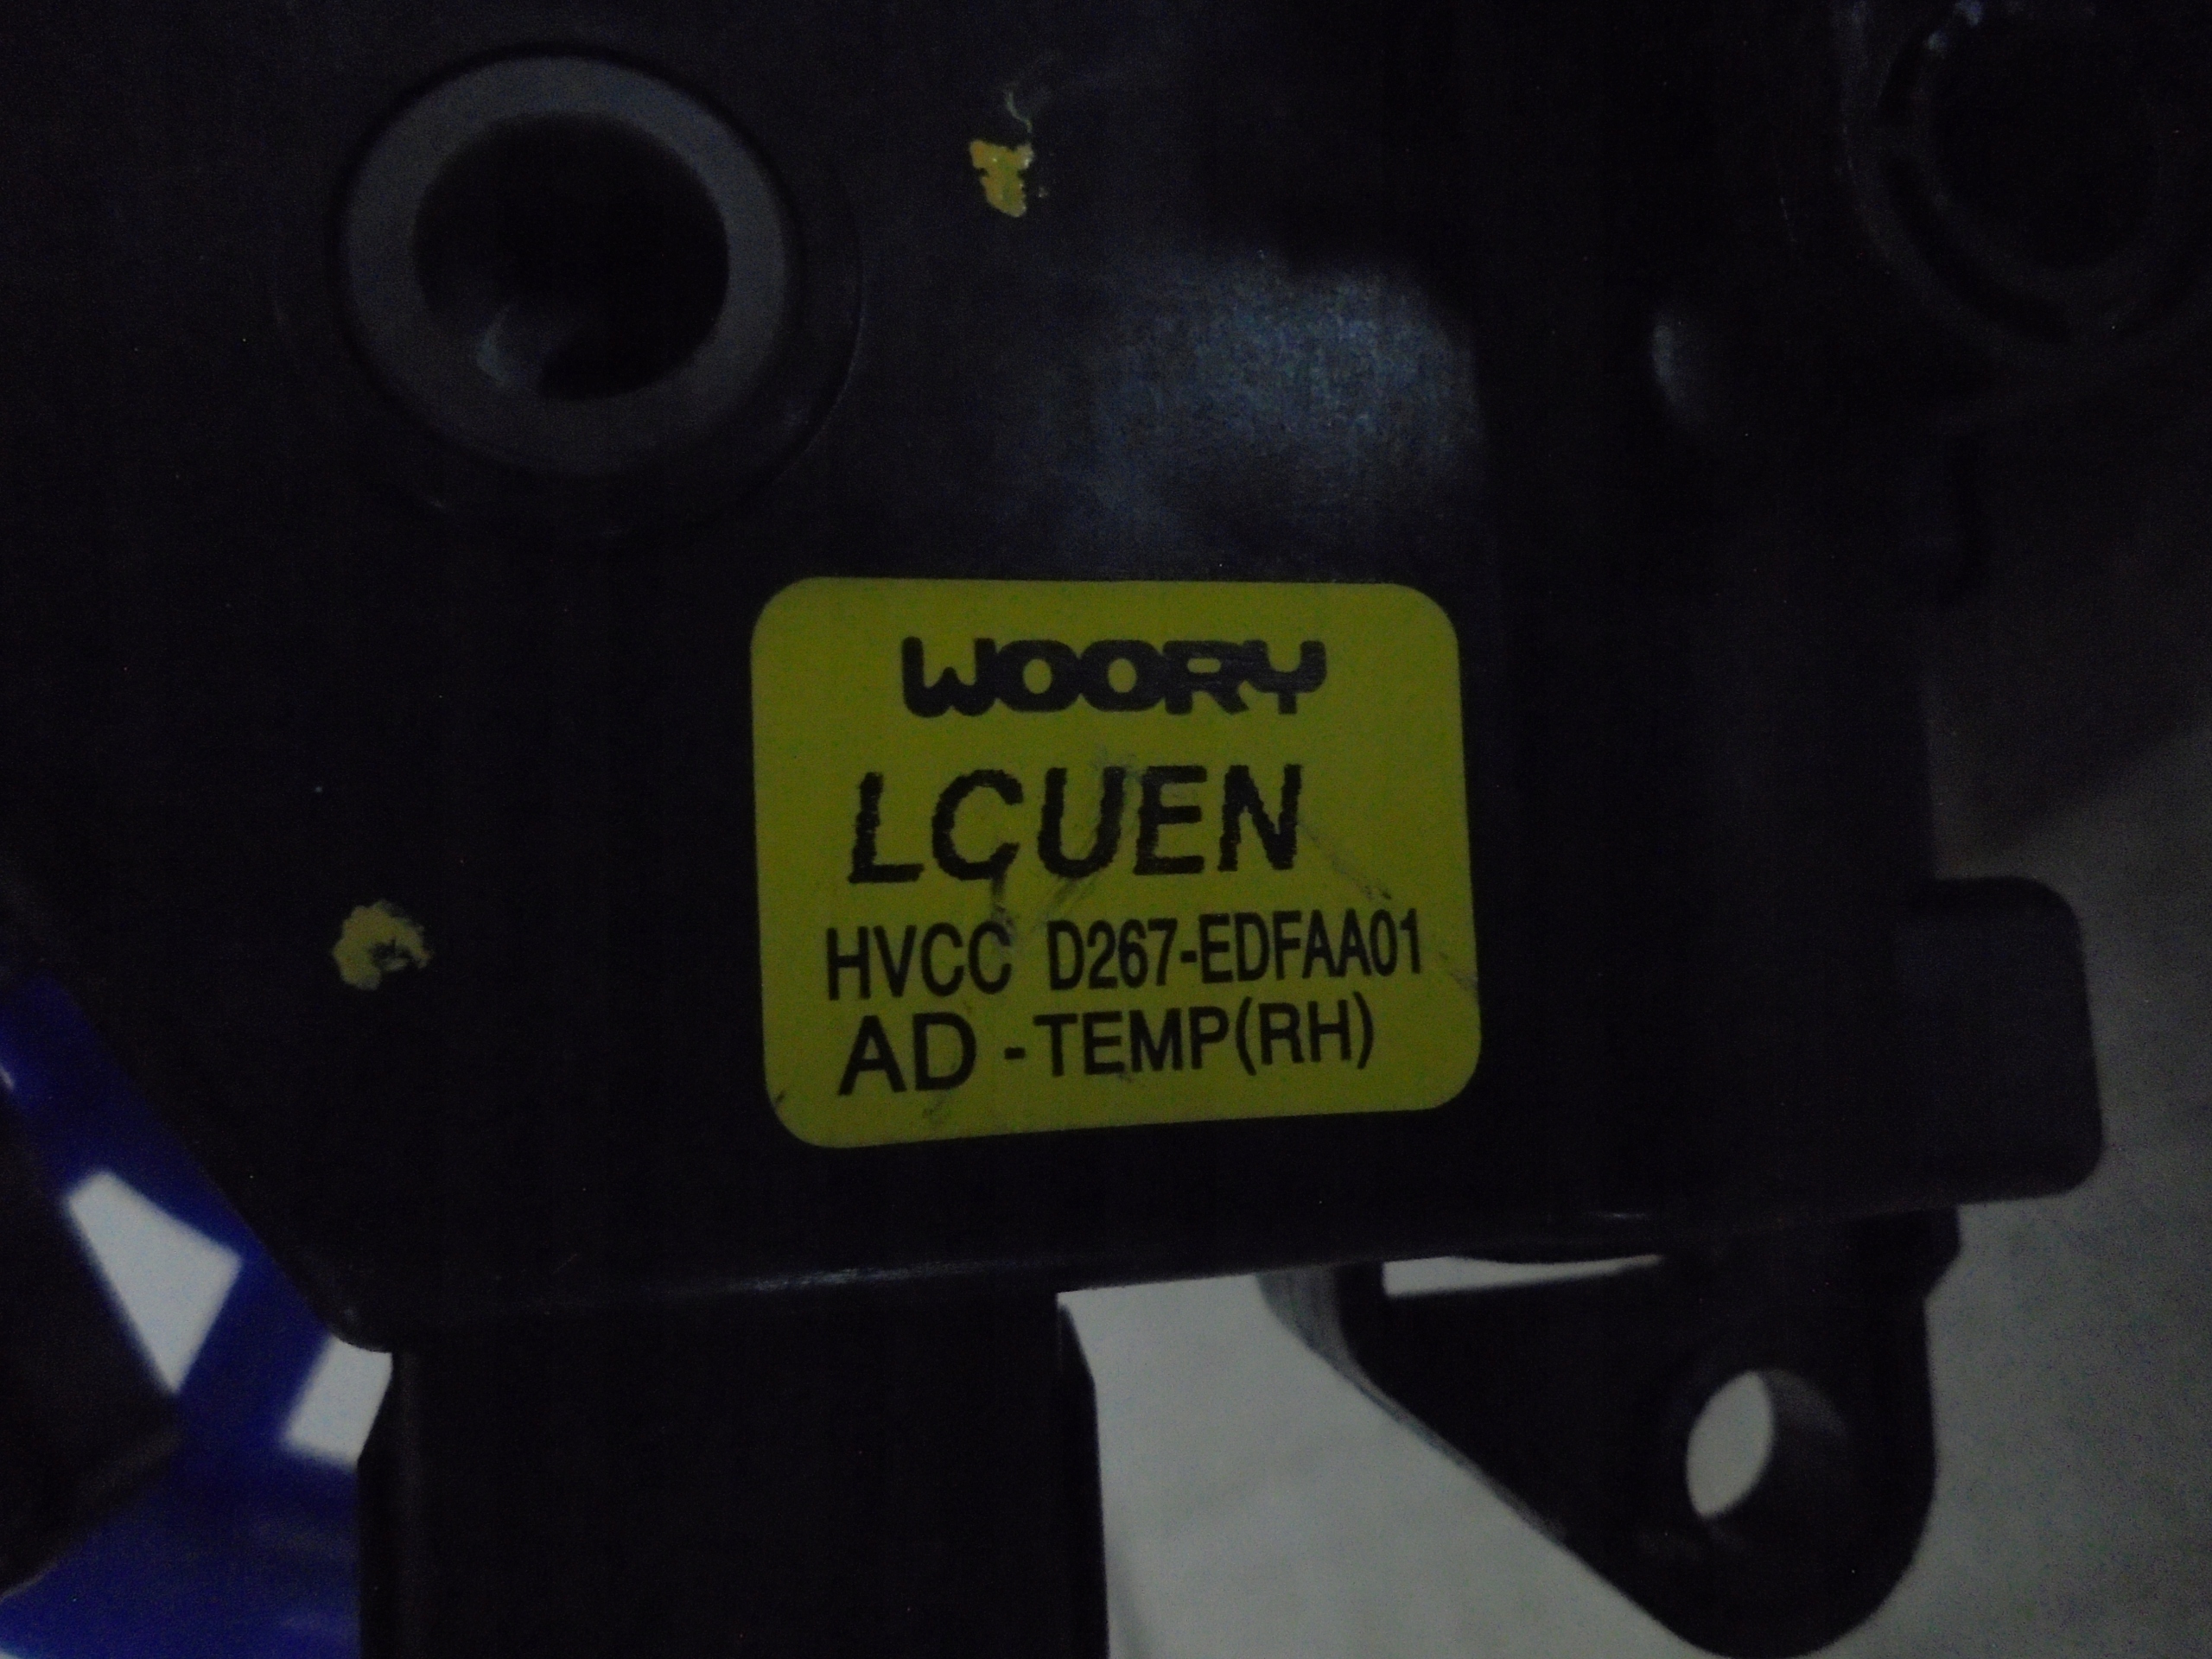 WOORY
LCUEN
HVCC D267-EDFAA01
AD - TEMP(RH)